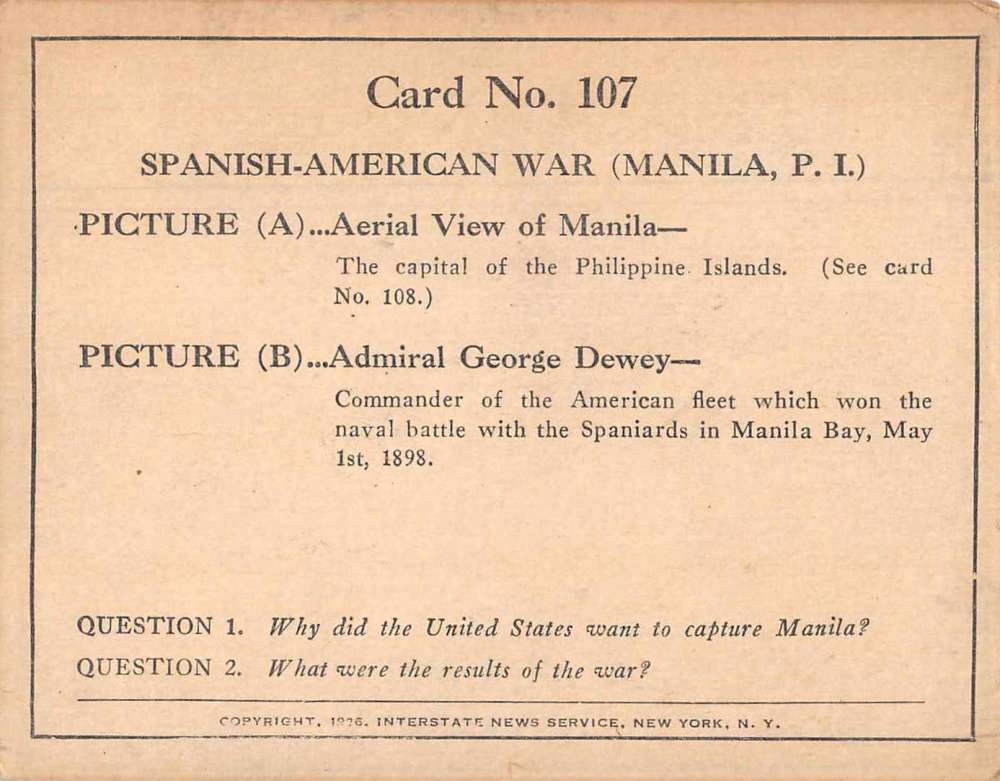 Card No. 107
SPANISH-AMERICAN WAR (MANILA, P. I.)
PICTURE (A)...Aerial View of Manila—
The capital of the Philippine Islands. (See card
No. 108.)
PICTURE (B)...Admiral George Dewey—
Commander of the American fleet which won the
naval battle with the Spaniards in Manila Bay, May
1st, 1898.
QUESTION 1. Why did the United States want to capture Manila?
QUESTION 2. What were the results of the war?
COPYRIGHT, INTERSTATE NEWS SERVICE, NEW YORK, N. Y.